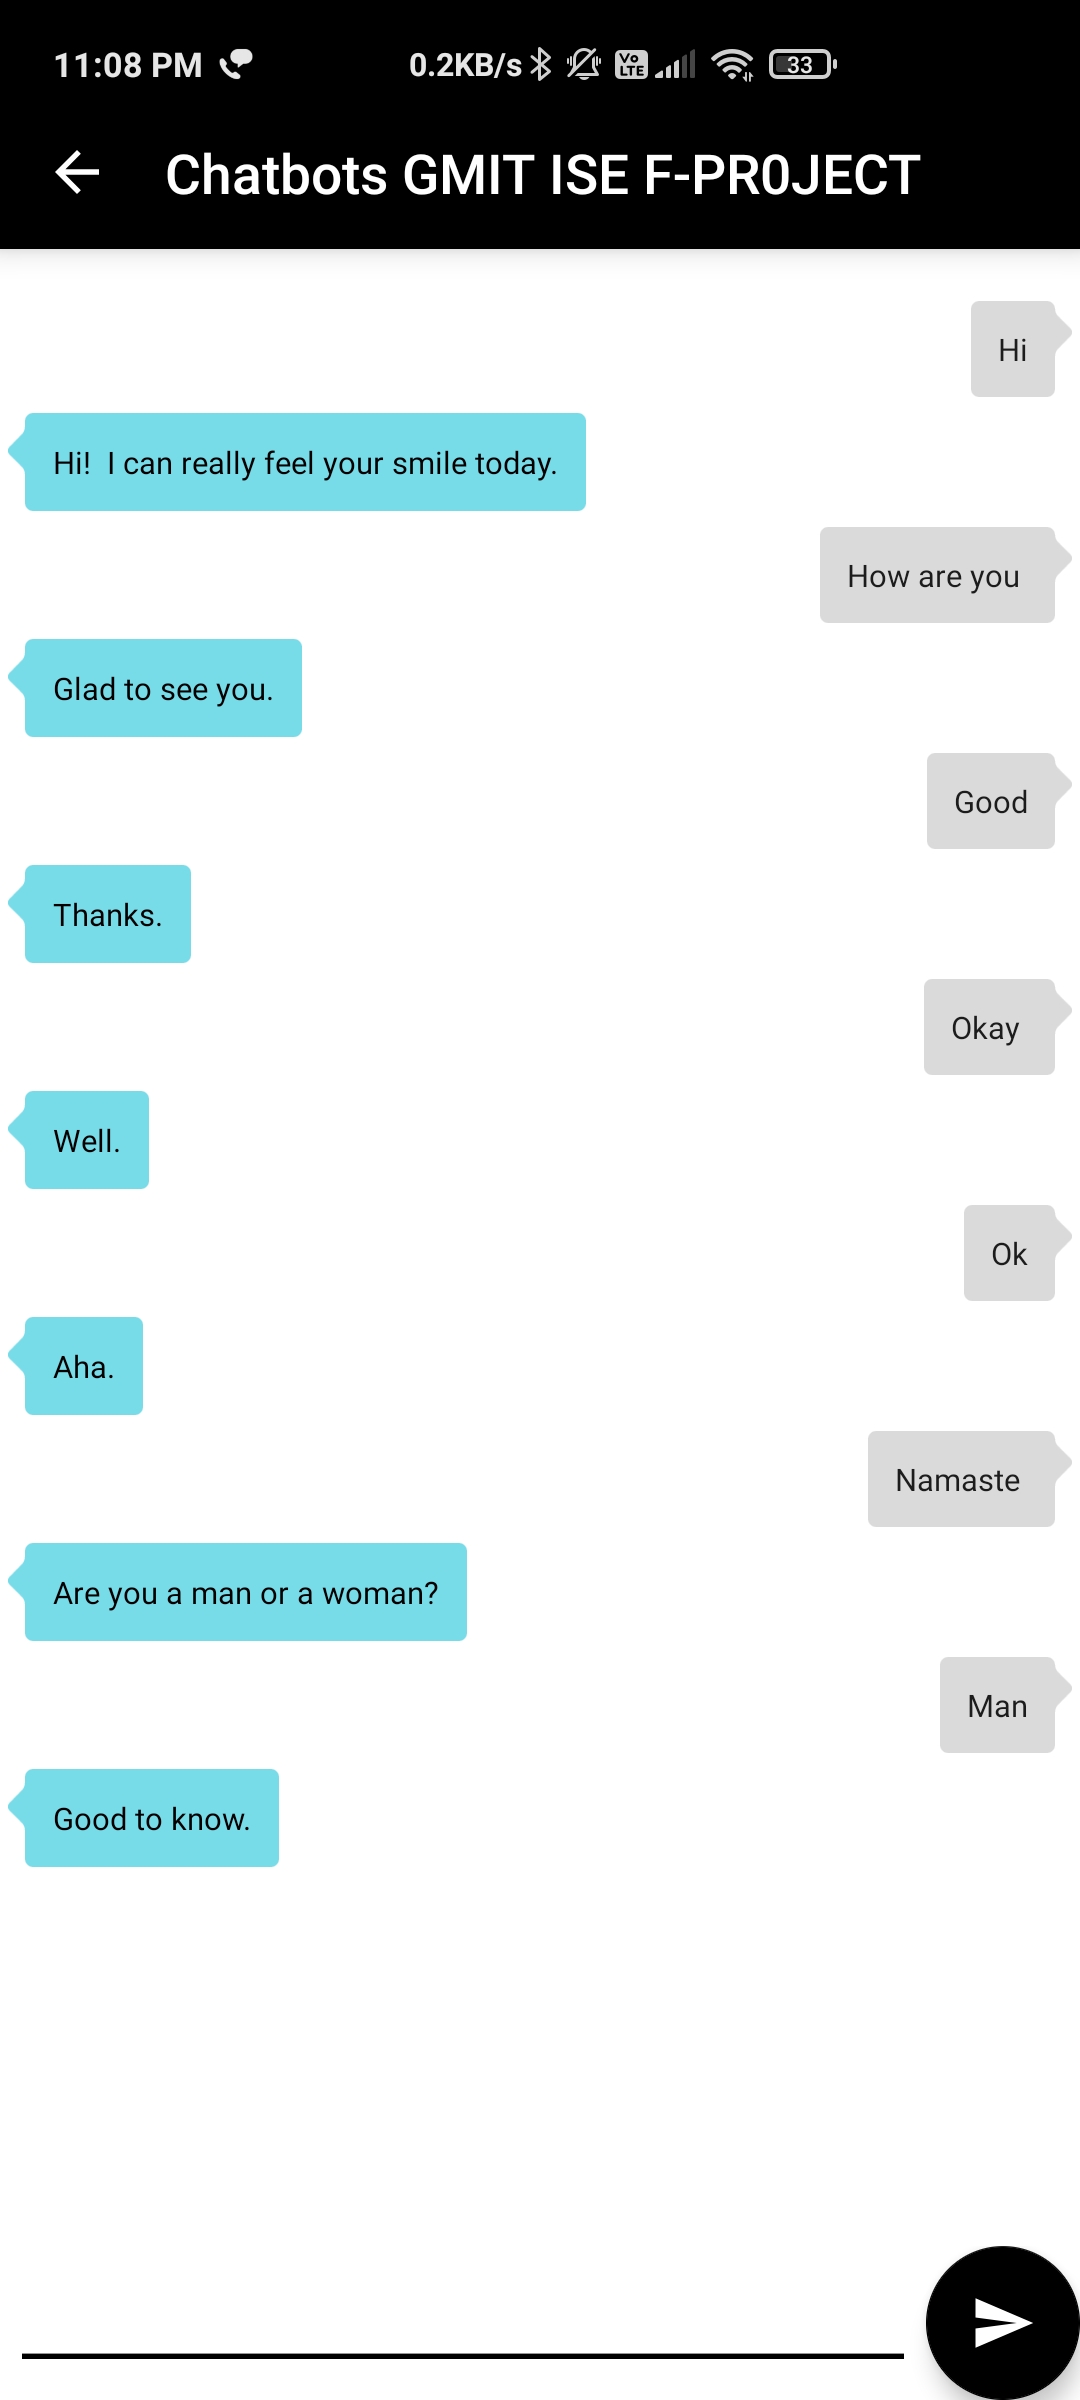 11:08 PM 0.2KB/s Vo LTE 33
Chatbots GMIT ISE F-PR0JECT
Hi
Hi!  I can really feel your smile today.
How are you
Glad to see you.
Good
Thanks.
Okay
Well.
Ok
Aha.
Namaste
Are you a man or a woman?
Man
Good to know.